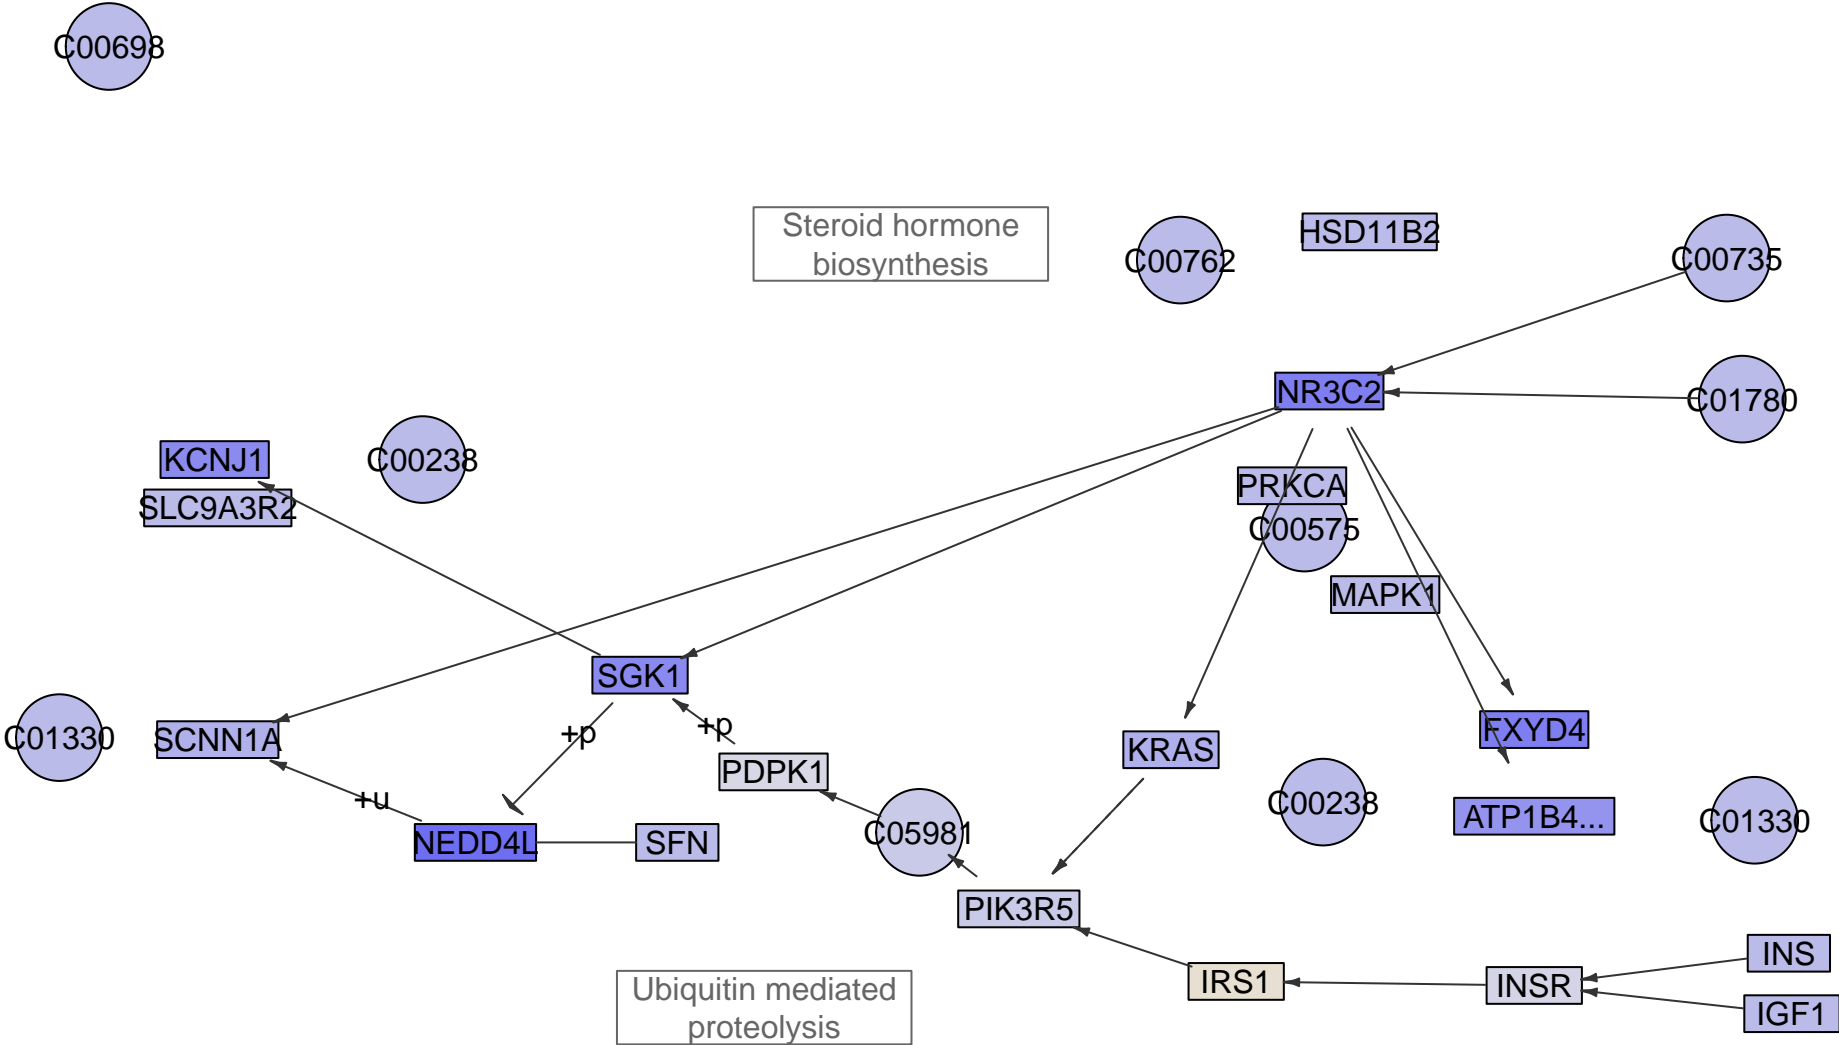 C00698
Steroid hormone
biosynthesis
C00762
HSD11B2
C00735
NR3C2
C01780
KCNJ1
C00238
SLC9A3R2
PRKCA
C00575
MAPK1
SGK1
C01330
SCNN1A
+p
+p
KRAS
FXYD4
PDPK1
+u
C00238
ATP1B4...
C01330
NEDD4L
SFN
C05981
PIK3R5
INS
IRS1
INSR
IGF1
Ubiquitin mediated
proteolysis